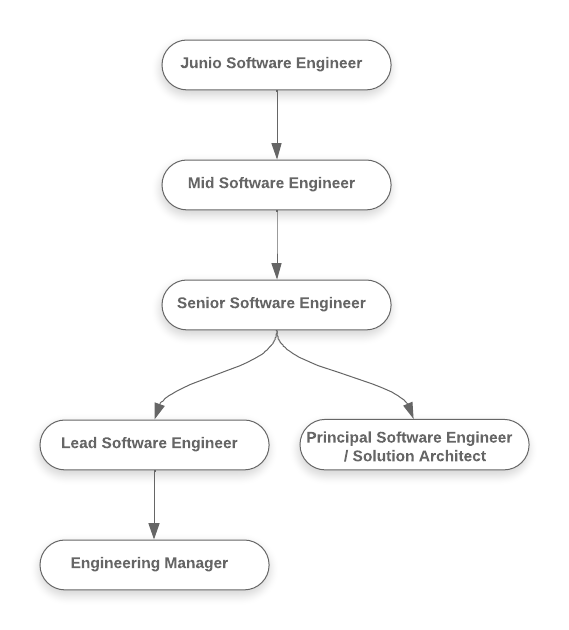 Junio Software Engineer
Mid Software Engineer
Senior Software Engineer
Lead Software Engineer
Principal Software Engineer
/ Solution Architect
Engineering Manager